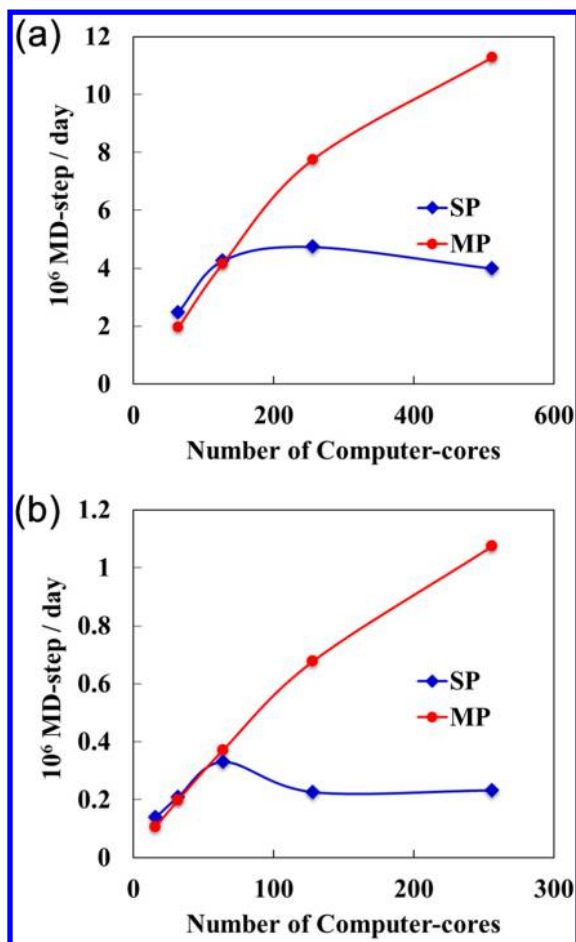 (a)
12
10
8
6
4
2
0
10⁶ MD-step / day
SP
MP
0 200 400 600
Number of Computer-cores
(b)
1.2
1
0.8
0.6
0.4
0.2
0
10⁶ MD-step / day
SP
MP
0 100 200 300
Number of Computer-cores